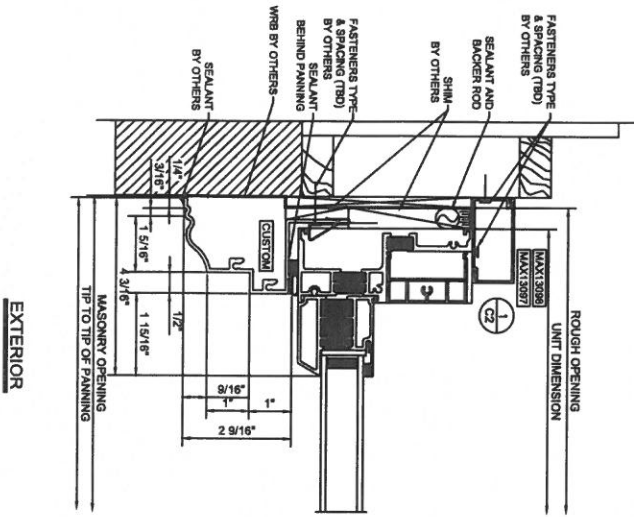 FASTENERS TYPE
& SPACING (TBD)
BY OTHERS
SEALANT AND
BACKER ROD
SHIM
BY OTHERS
FASTENERS TYPE
& SPACING (TBD)
BY OTHERS
SEALANT
BEHIND PANNING
WRB BY OTHERS
SEALANT
BY OTHERS
MAX13096
MAX13097
1
C2
CUSTOM
1/4"
3/16"
1 5/16"
4 3/16"
1/2"
1 15/16"
9/16"
1"
1"
2 9/16"
ROUGH OPENING
UNIT DIMENSION
MASONRY OPENING
TIP TO TIP OF PANNING
EXTERIOR